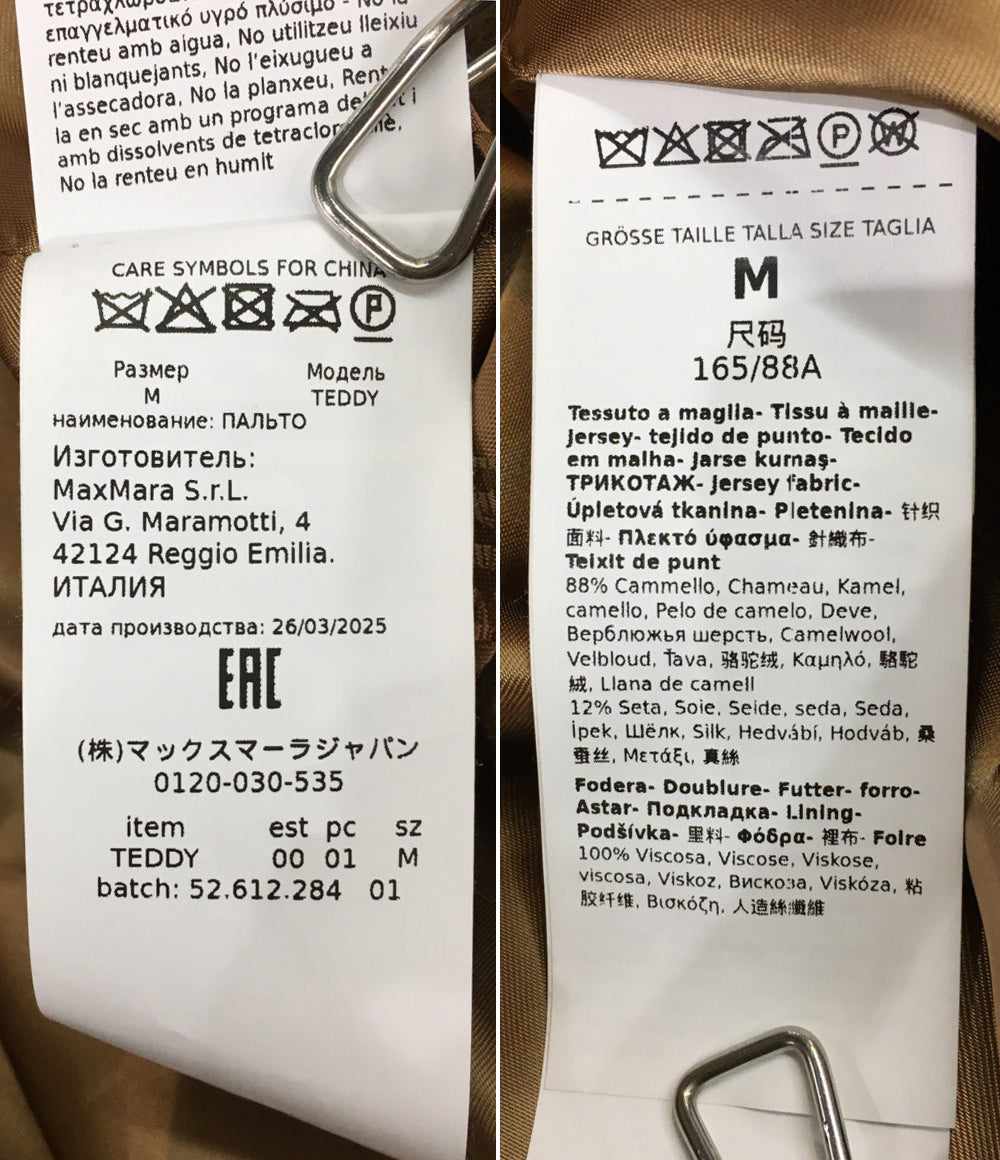 επαγγελματικό υγρό πλύσιμο - No la
renteu amb aigua, No utilitzeu lleixiu
ni blanquejants, No l'eixugueu a
l'assecadora, No la planxeu,
la en sec amb un programa i
amb dissolvents de
No la renteu en humit
CARE SYMBOLS FOR CHINA
P
Размер Модель
M TEDDY
наименование: ПАЛЬТО
Изготовитель:
MaxMara S.r.L.
Via G. Maramotti, 4
42124 Reggio Emilia.
ИТАЛИЯ
дата производства: 26/03/2025
EAC
(株)マックスマーラジャパン
0120-030-535
item est pc sz
TEDDY 00 01 M
batch: 52.612.284 01
P W
GRÖSSE TAILLE TALLA SIZE TAGLIA
M
尺码
165/88A
Tessuto a maglia- Tissu à maille-
Jersey- tejido de punto- Tecido
em malha- Jarse kumaş-
ТРИКОТАЖ- Jersey fabric-
Úpletová tkanina- Pletenina- 针织
面料- Πλεκτό ύφασμα- 針織布-
Teixit de punt
88% Cammello, Chameau, Kamel,
camello, Pelo de camelo, Deve,
Верблюжья шерсть, Camelwool,
Velbloud, Ťava, 骆驼绒, Καμηλό, 駱駝
絨, Llana de camell
12% Seta, Soie, Seide, seda, Seda,
İpek, Шёлк, Silk, Hedvábí, Hodváb, 桑
蚕丝, Μετάξι, 真絲
Fodera- Doublure- Futter- forro-
Astar- Подкладка- Lining-
Podšívka- 里料- Φόδρα- 裡布- Folre
100% Viscosa, Viscose, Viskose,
viscosa, Viskoz, Вискоза, Viskóza, 粘
胶纤维, Βισκόζη, 人造絲纖維